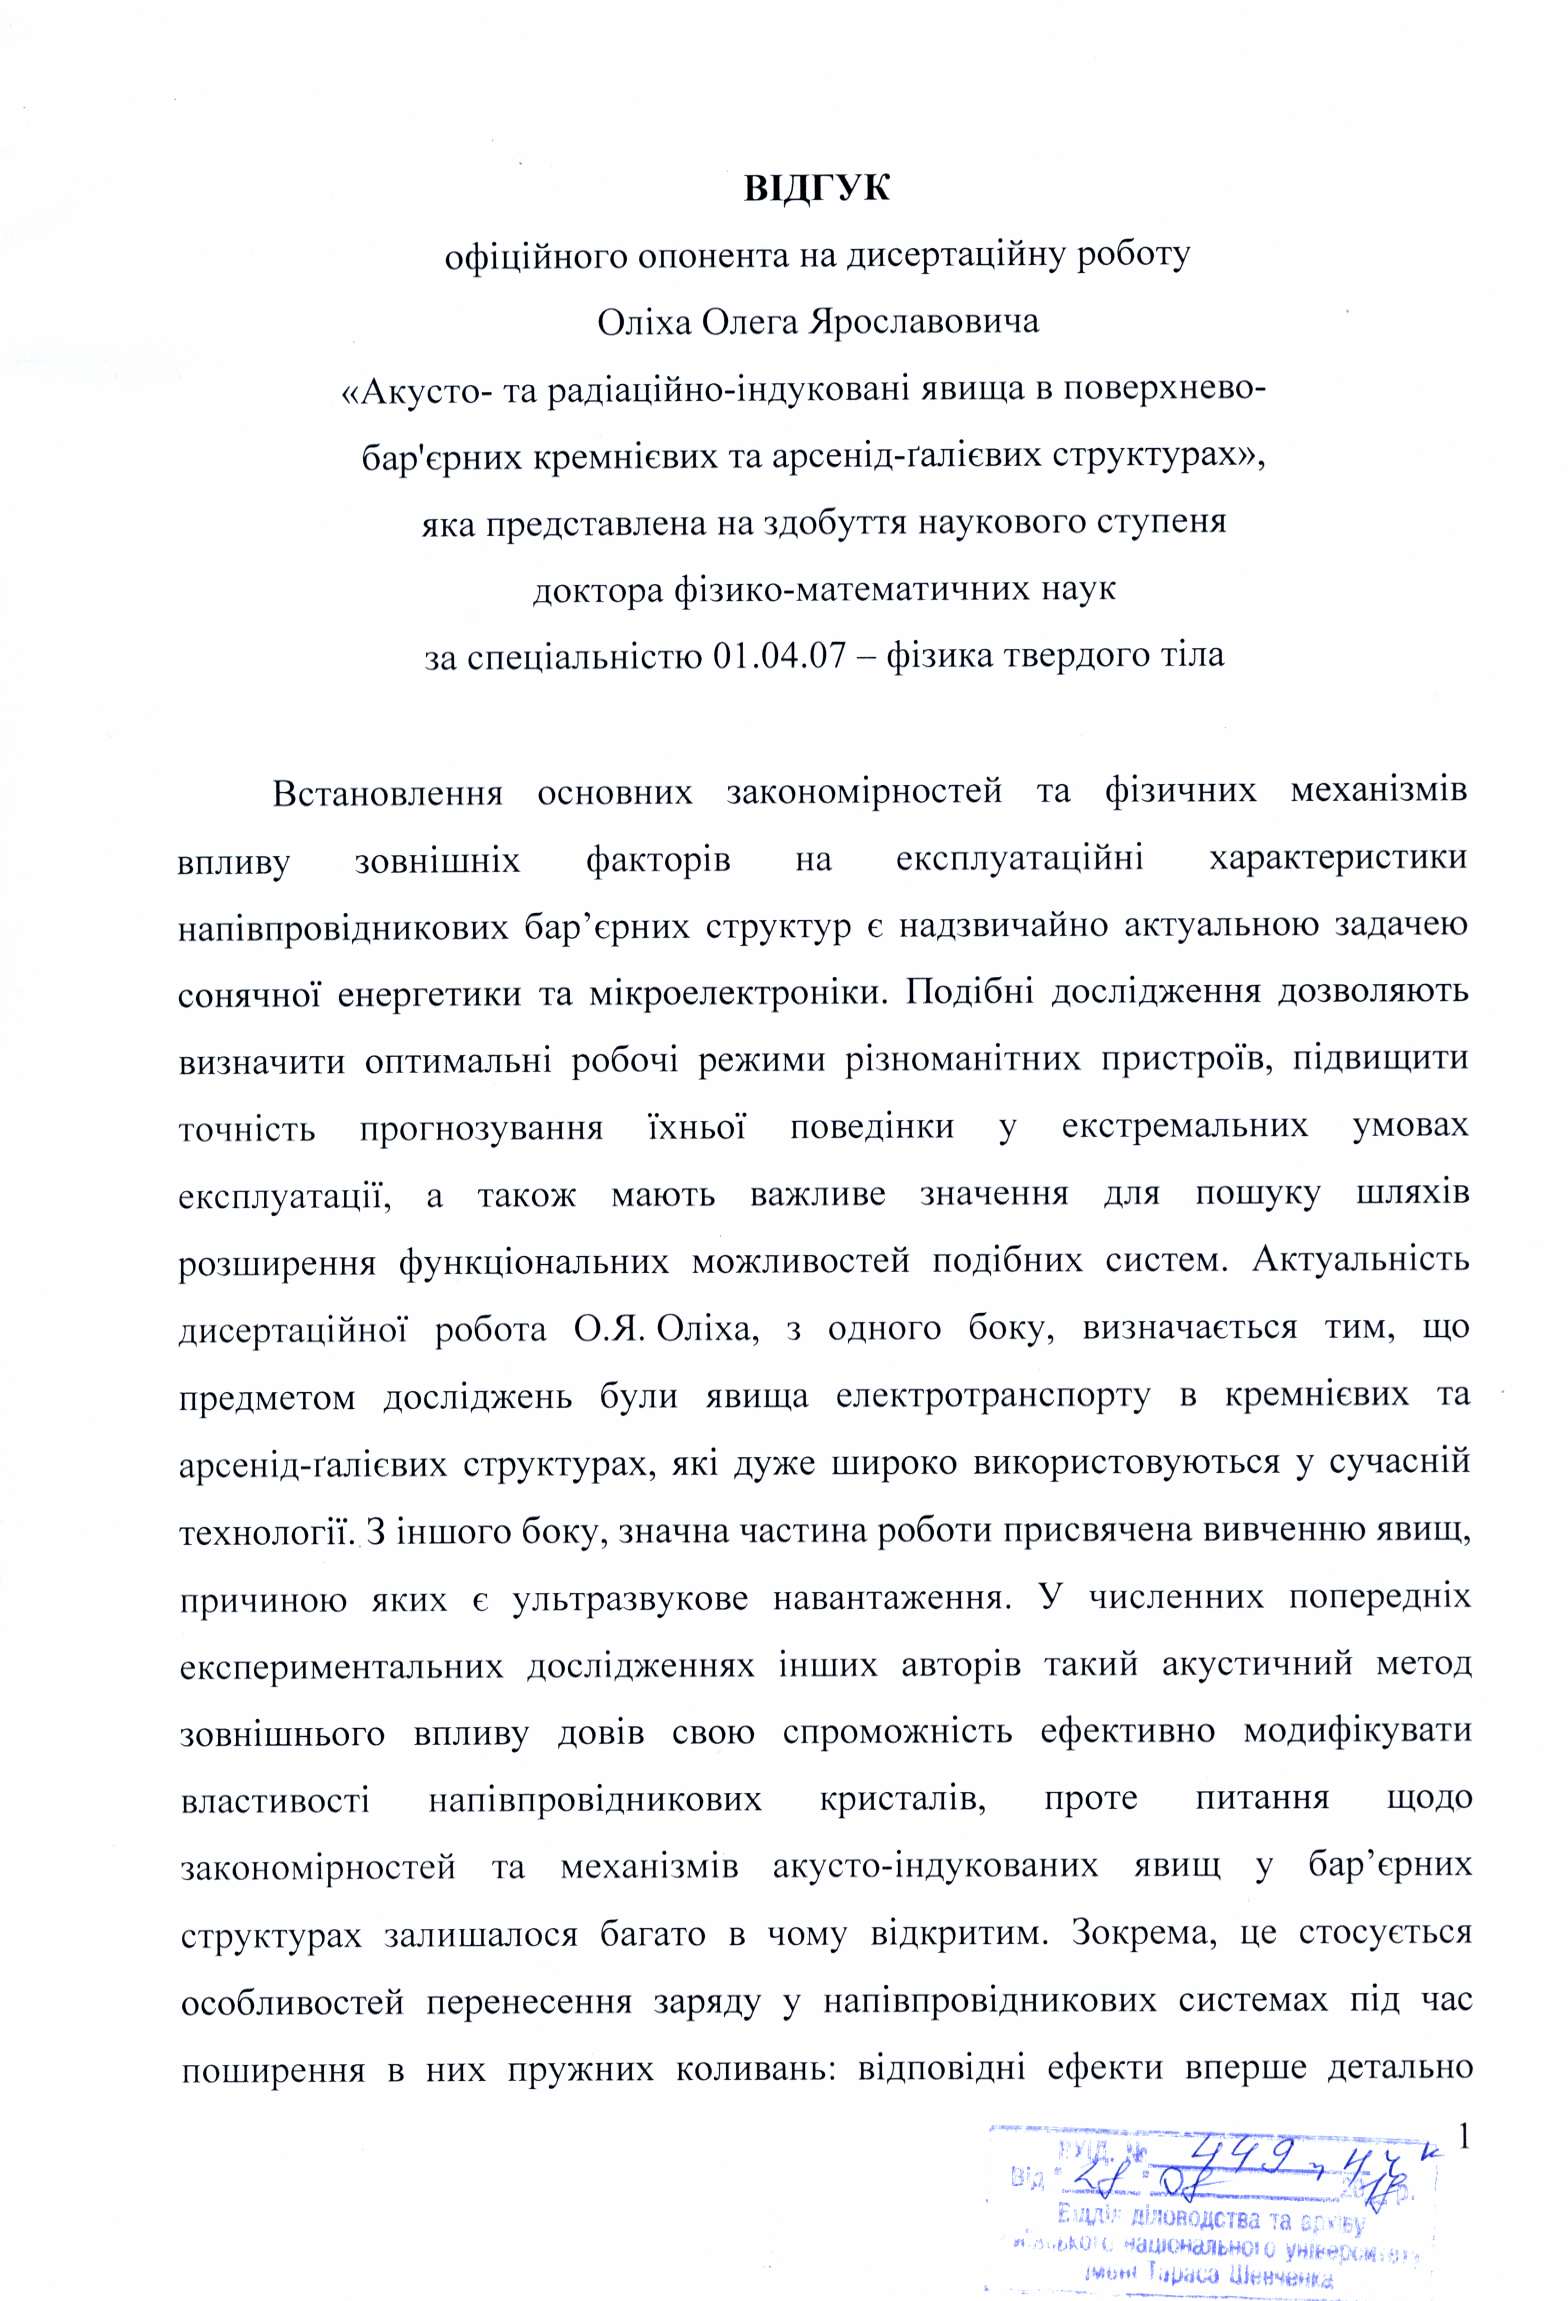 ВІДГУК
офіційного опонента на дисертаційну роботу
Оліха Олега Ярославовича
«Акусто- та радіаційно-індуковані явища в поверхнево-
бар'єрних кремнієвих та арсенід-ґалієвих структурах»,
яка представлена на здобуття наукового ступеня
доктора фізико-математичних наук
за спеціальністю 01.04.07 – фізика твердого тіла
Встановлення основних закономірностей та фізичних механізмів
впливу зовнішніх факторів на експлуатаційні характеристики
напівпровідникових бар’єрних структур є надзвичайно актуальною задачею
сонячної енергетики та мікроелектроніки. Подібні дослідження дозволяють
визначити оптимальні робочі режими різноманітних пристроїв, підвищити
точність прогнозування їхньої поведінки у екстремальних умовах
експлуатації, а також мають важливе значення для пошуку шляхів
розширення функціональних можливостей подібних систем. Актуальність
дисертаційної робота О.Я. Оліха, з одного боку, визначається тим, що
предметом досліджень були явища електротранспорту в кремнієвих та
арсенід-ґалієвих структурах, які дуже широко використовуються у сучасній
технології. З іншого боку, значна частина роботи присвячена вивченню явищ,
причиною яких є ультразвукове навантаження. У численних попередніх
експериментальних дослідженнях інших авторів такий акустичний метод
зовнішнього впливу довів свою спроможність ефективно модифікувати
властивості напівпровідникових кристалів, проте питання щодо
закономірностей та механізмів акусто-індукованих явищ у бар’єрних
структурах залишалося багато в чому відкритим. Зокрема, це стосується
особливостей перенесення заряду у напівпровідникових системах під час
поширення в них пружних коливань: відповідні ефекти вперше детально
1
Вхід. № 449
Від "28" 08 р.
Відділ діловодства та архіву
національного університету
імені Тараса Шевченка